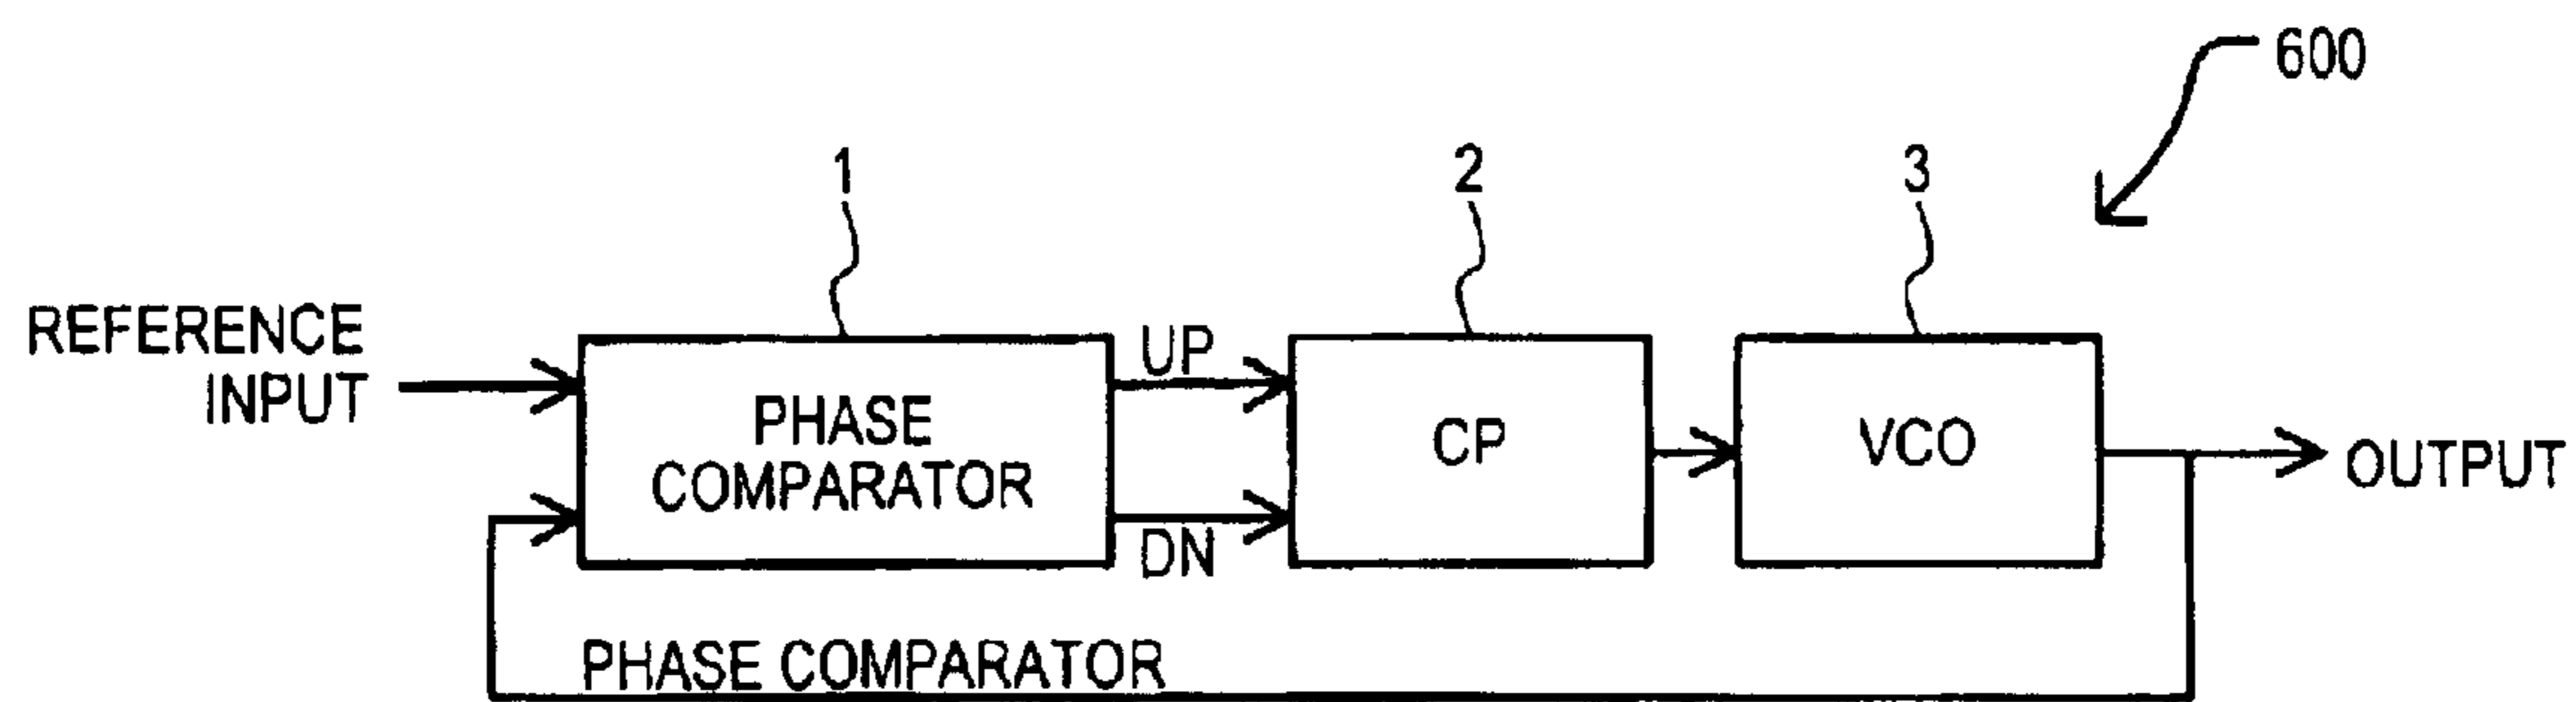 600
1
2
3
REFERENCE
INPUT
PHASE
COMPARATOR
UP
DN
CP
VCO
OUTPUT
PHASE COMPARATOR